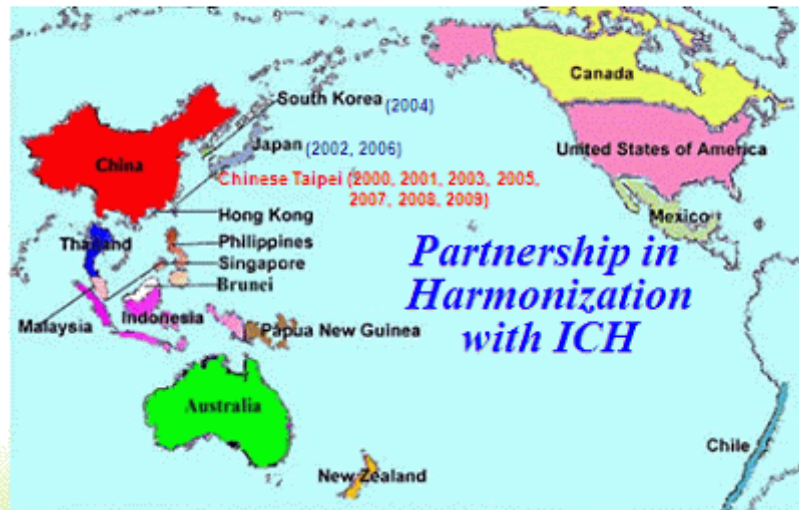 Canada
South Korea (2004)
Japan (2002, 2006)
United States of America
China
Chinese Taipei (2000, 2001, 2003, 2005,
2007, 2008, 2009)
Hong Kong
Mexico
Thailand
Philippines
Singapore
Brunei
Partnership in
Harmonization
with ICH
Malaysia
Indonesia
Papua New Guinea
Australia
Chile
New Zealand